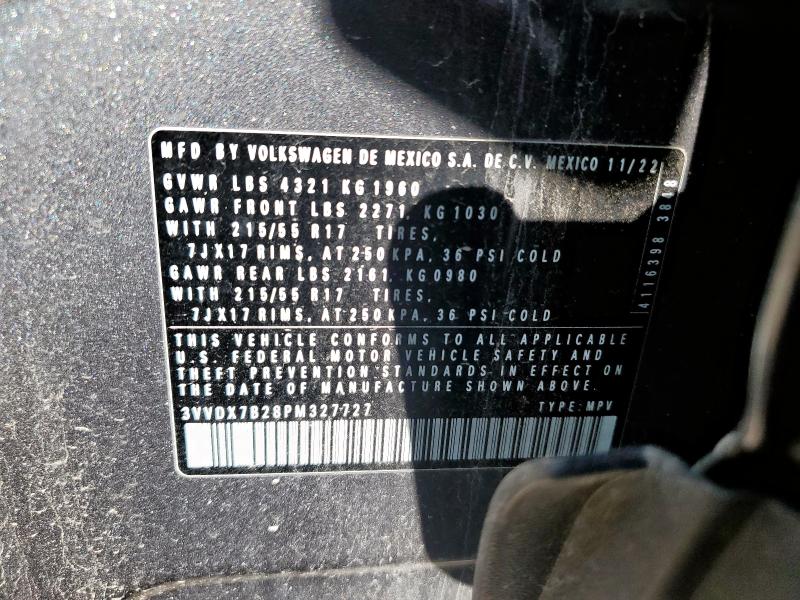 MFD BY VOLKSWAGEN DE MEXICO S.A. DE C.V. MEXICO 11/22
GVWR LBS 4321 KG 1960
GAWR FRONT LBS 2271, KG 1030
WITH 215/55 R17 TIRES,
7JX17 RIMS, AT 250 KPA, 36 PSI COLD
GAWR REAR LBS 2161, KG 0980
WITH 215/55 R17 TIRES,
7JX17 RIMS, AT 250 KPA, 36 PSI COLD
THIS VEHICLE CONFORMS TO ALL APPLICABLE
U.S. FEDERAL MOTOR VEHICLE SAFETY AND
THEFT PREVENTION STANDARDS IN EFFECT ON
THE DATE OF MANUFACTURE SHOWN ABOVE.
3VVDX7B28PM327727 TYPE: MPV
4116398 3848